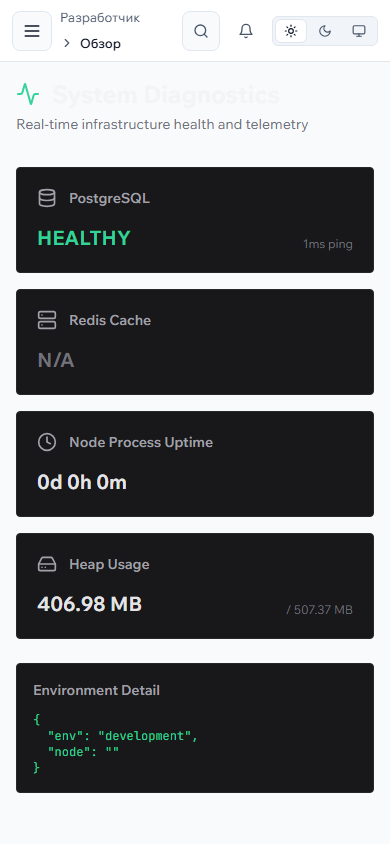 Разработчик
Обзор
System Diagnostics
Real-time infrastructure health and telemetry
PostgreSQL
HEALTHY
1ms ping
Redis Cache
N/A
Node Process Uptime
0d 0h 0m
Heap Usage
406.98 MB
/ 507.37 MB
Environment Detail
{
"env": "development",
"node": ""
}